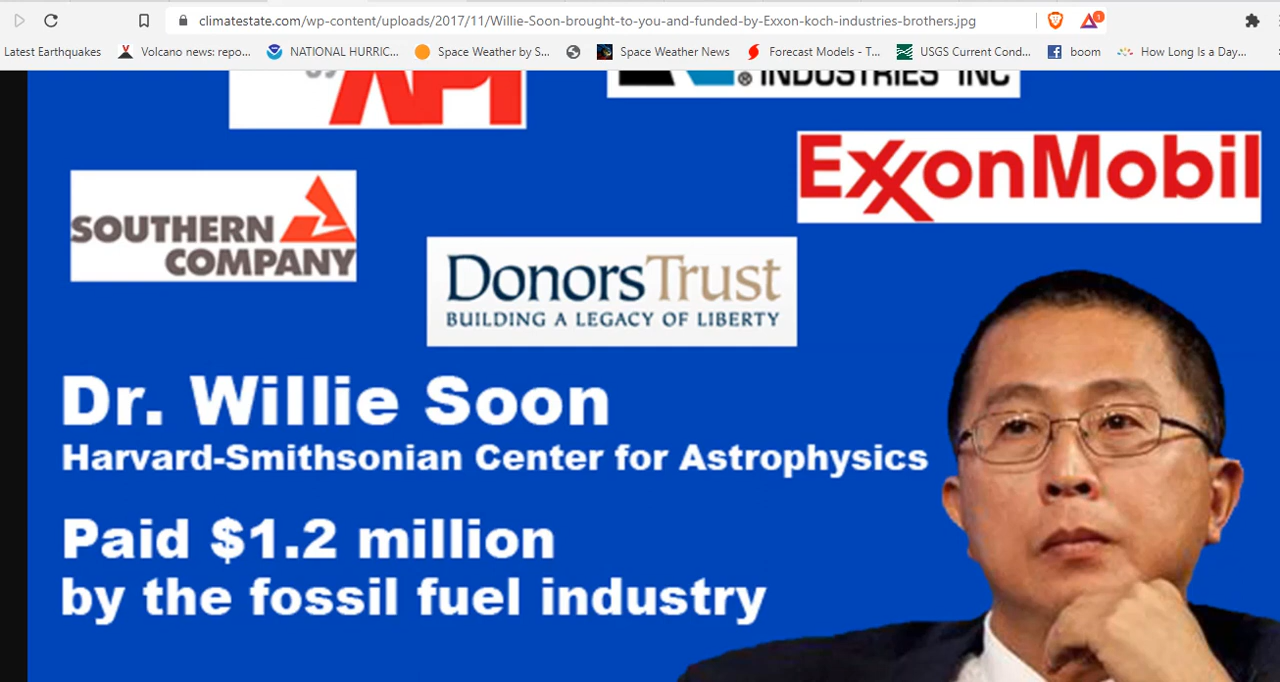 climatestate.com/wp-content/uploads/2017/11/Willie-Soon-brought-to-you-and-funded-by-Exxon-koch-industries-brothers.jpg
1
Latest Earthquakes Volcano news: repo... NATIONAL HURRIC... Space Weather by S... Space Weather News Forecast Models - T... USGS Current Cond... boom How Long Is a Day...
API ® INDUSTRIES INC
ExxonMobil
SOUTHERN
COMPANY
DonorsTrust
BUILDING A LEGACY OF LIBERTY
Dr. Willie Soon
Harvard-Smithsonian Center for Astrophysics
Paid $1.2 million
by the fossil fuel industry